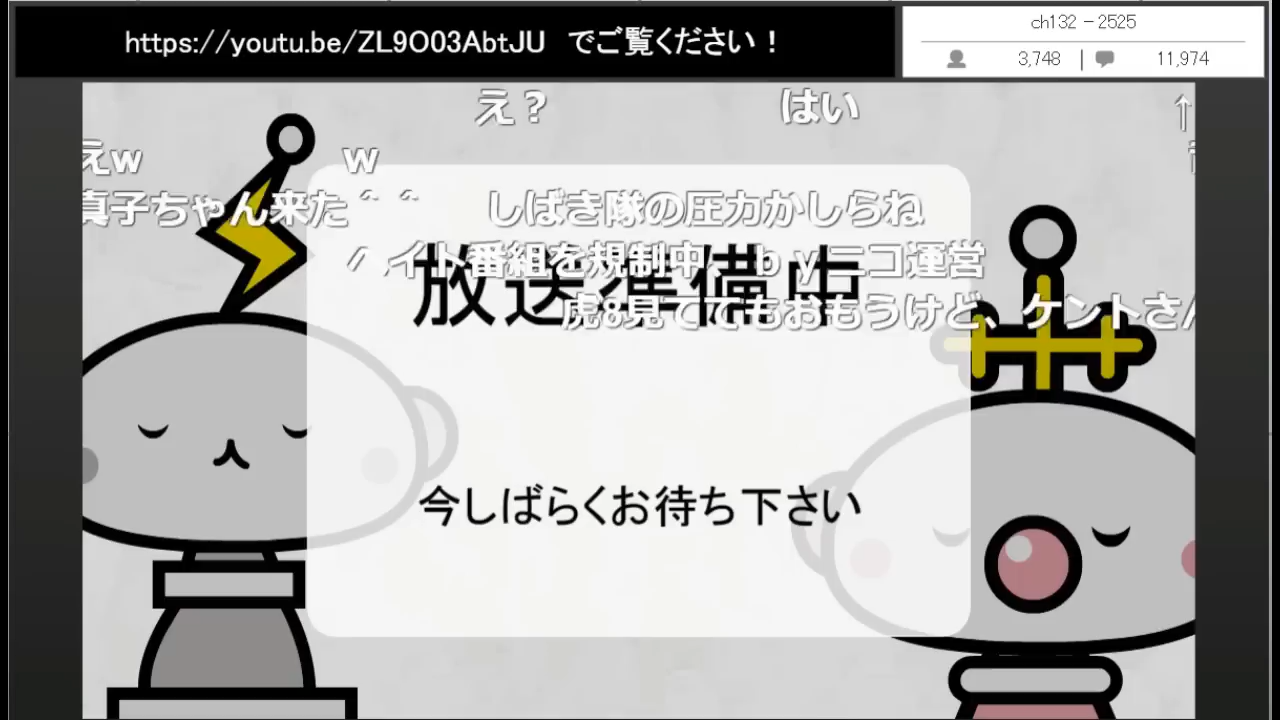 https://youtu.be/ZL9O03AbtJU でご覧ください！
ch132 - 2525
3,748 | 11,974
え？ はい ↑
えw w
真子ちゃん来た＾＾ しばき隊の圧力かしらね
ヘイト番組を規制中 by ニコ運営
放送準備中
虎8見ててもおもうけど、ケントさ
今しばらくお待ち下さい